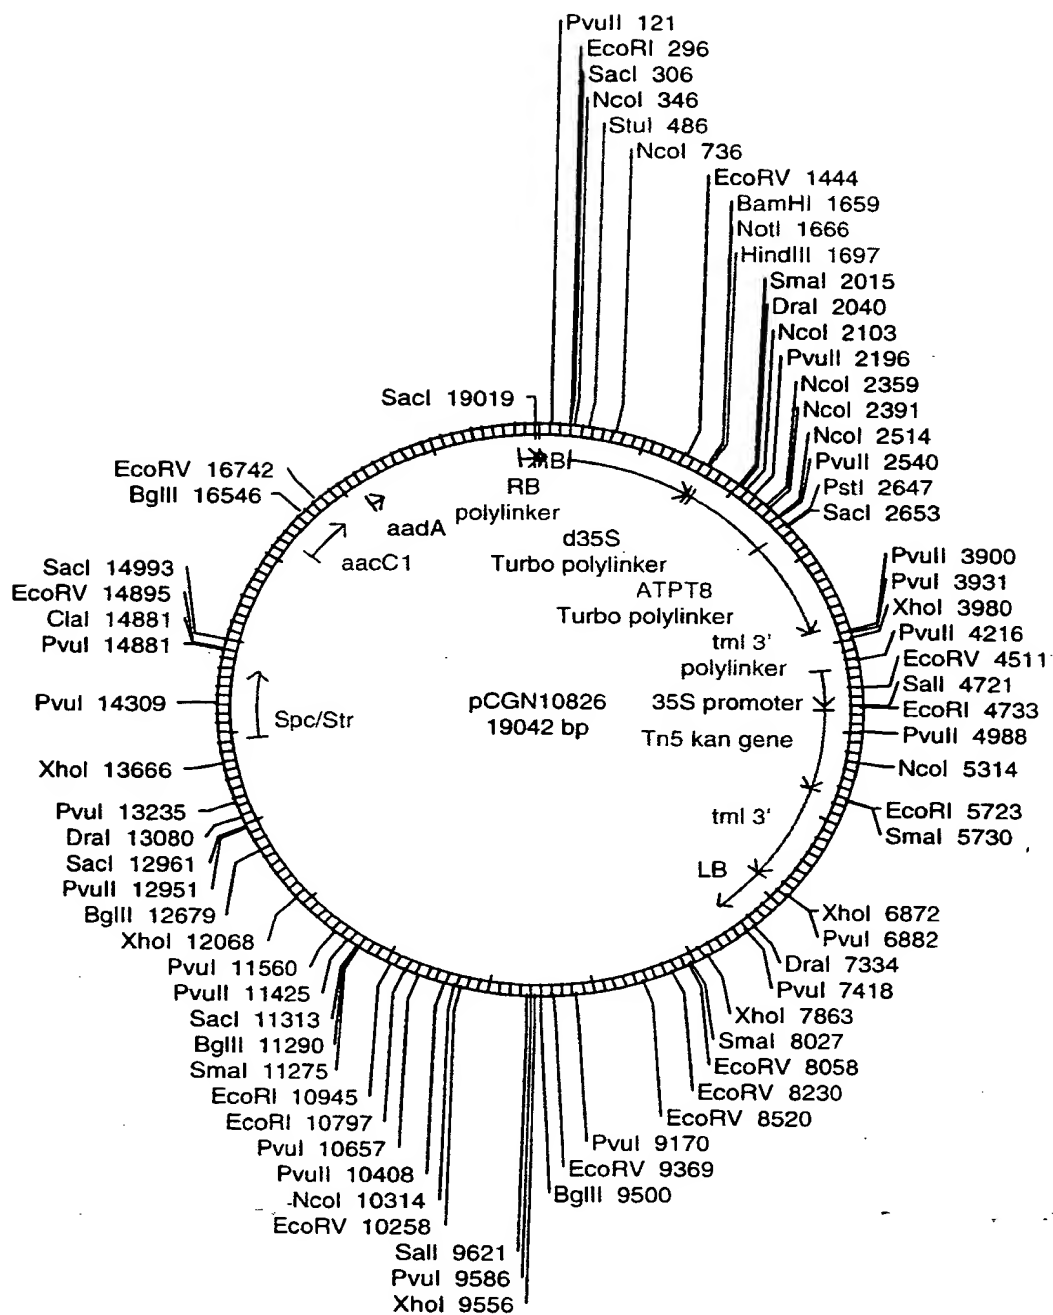 PvuII 121
EcoRI 296
SacI 306
NcoI 346
StuI 486
NcoI 736
EcoRV 1444
BamHI 1659
NotI 1666
HindIII 1697
SmaI 2015
DraI 2040
NcoI 2103
PvuII 2196
NcoI 2359
NcoI 2391
NcoI 2514
PvuII 2540
PstI 2647
SacI 2653
PvuII 3900
PvuI 3931
XhoI 3980
PvuII 4216
EcoRV 4511
SalI 4721
EcoRI 4733
PvuII 4988
NcoI 5314
EcoRI 5723
SmaI 5730
XhoI 6872
PvuI 6882
DraI 7334
PvuI 7418
XhoI 7863
SmaI 8027
EcoRV 8058
EcoRV 8230
EcoRV 8520
PvuI 9170
EcoRV 9369
BglII 9500
XhoI 9556
PvuI 9586
SalI 9621
EcoRV 10258
NcoI 10314
PvuII 10408
PvuI 10657
EcoRI 10797
EcoRI 10945
SmaI 11275
BglII 11290
SacI 11313
PvuII 11425
PvuI 11560
XhoI 12068
BglII 12679
PvuII 12951
SacI 12961
DraI 13080
PvuI 13235
XhoI 13666
PvuI 14309
PvuI 14881
ClaI 14881
EcoRV 14895
SacI 14993
BglII 16546
EcoRV 16742
SacI 19019
RB
RB
polylinker
d35S
Turbo polylinker
ATPT8
Turbo polylinker
tml 3'
polylinker
35S promoter
Tn5 kan gene
tml 3'
LB
Spc/Str
aacC1
aadA
pCGN10826
19042 bp